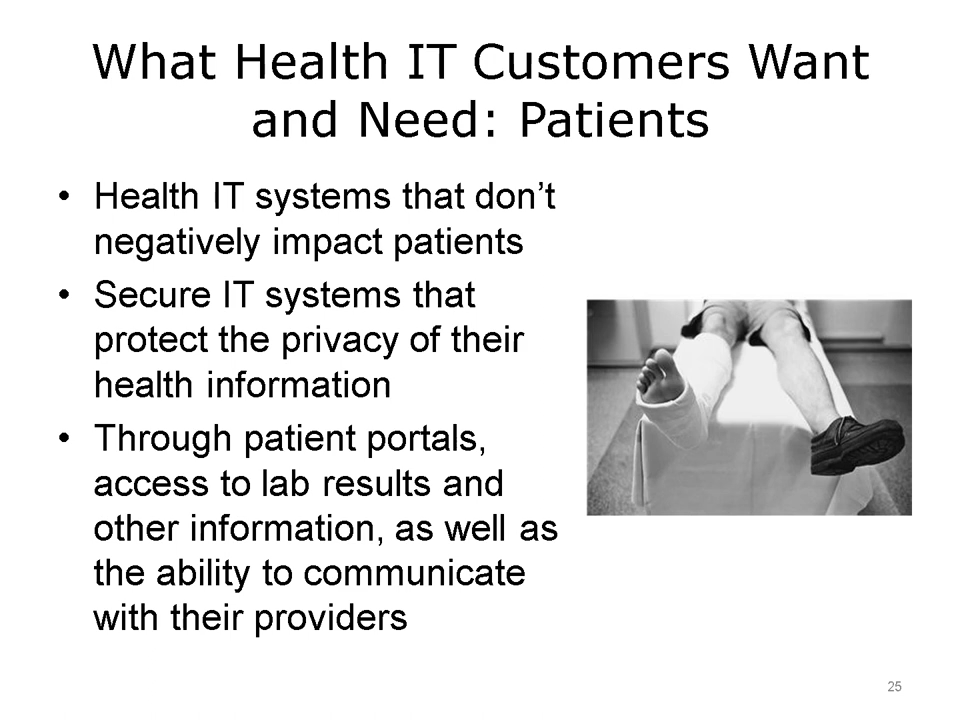 What Health IT Customers Want
and Need: Patients
• Health IT systems that don’t
negatively impact patients
• Secure IT systems that
protect the privacy of their
health information
• Through patient portals,
access to lab results and
other information, as well as
the ability to communicate
with their providers
25